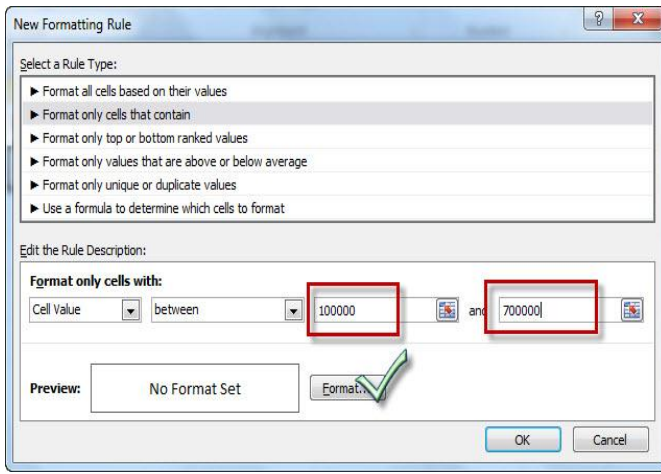 New Formatting Rule
Select a Rule Type:
► Format all cells based on their values
► Format only cells that contain
► Format only top or bottom ranked values
► Format only values that are above or below average
► Format only unique or duplicate values
► Use a formula to determine which cells to format
Edit the Rule Description:
Format only cells with:
Cell Value between 100000 and 700000
Preview: No Format Set Format...
OK Cancel